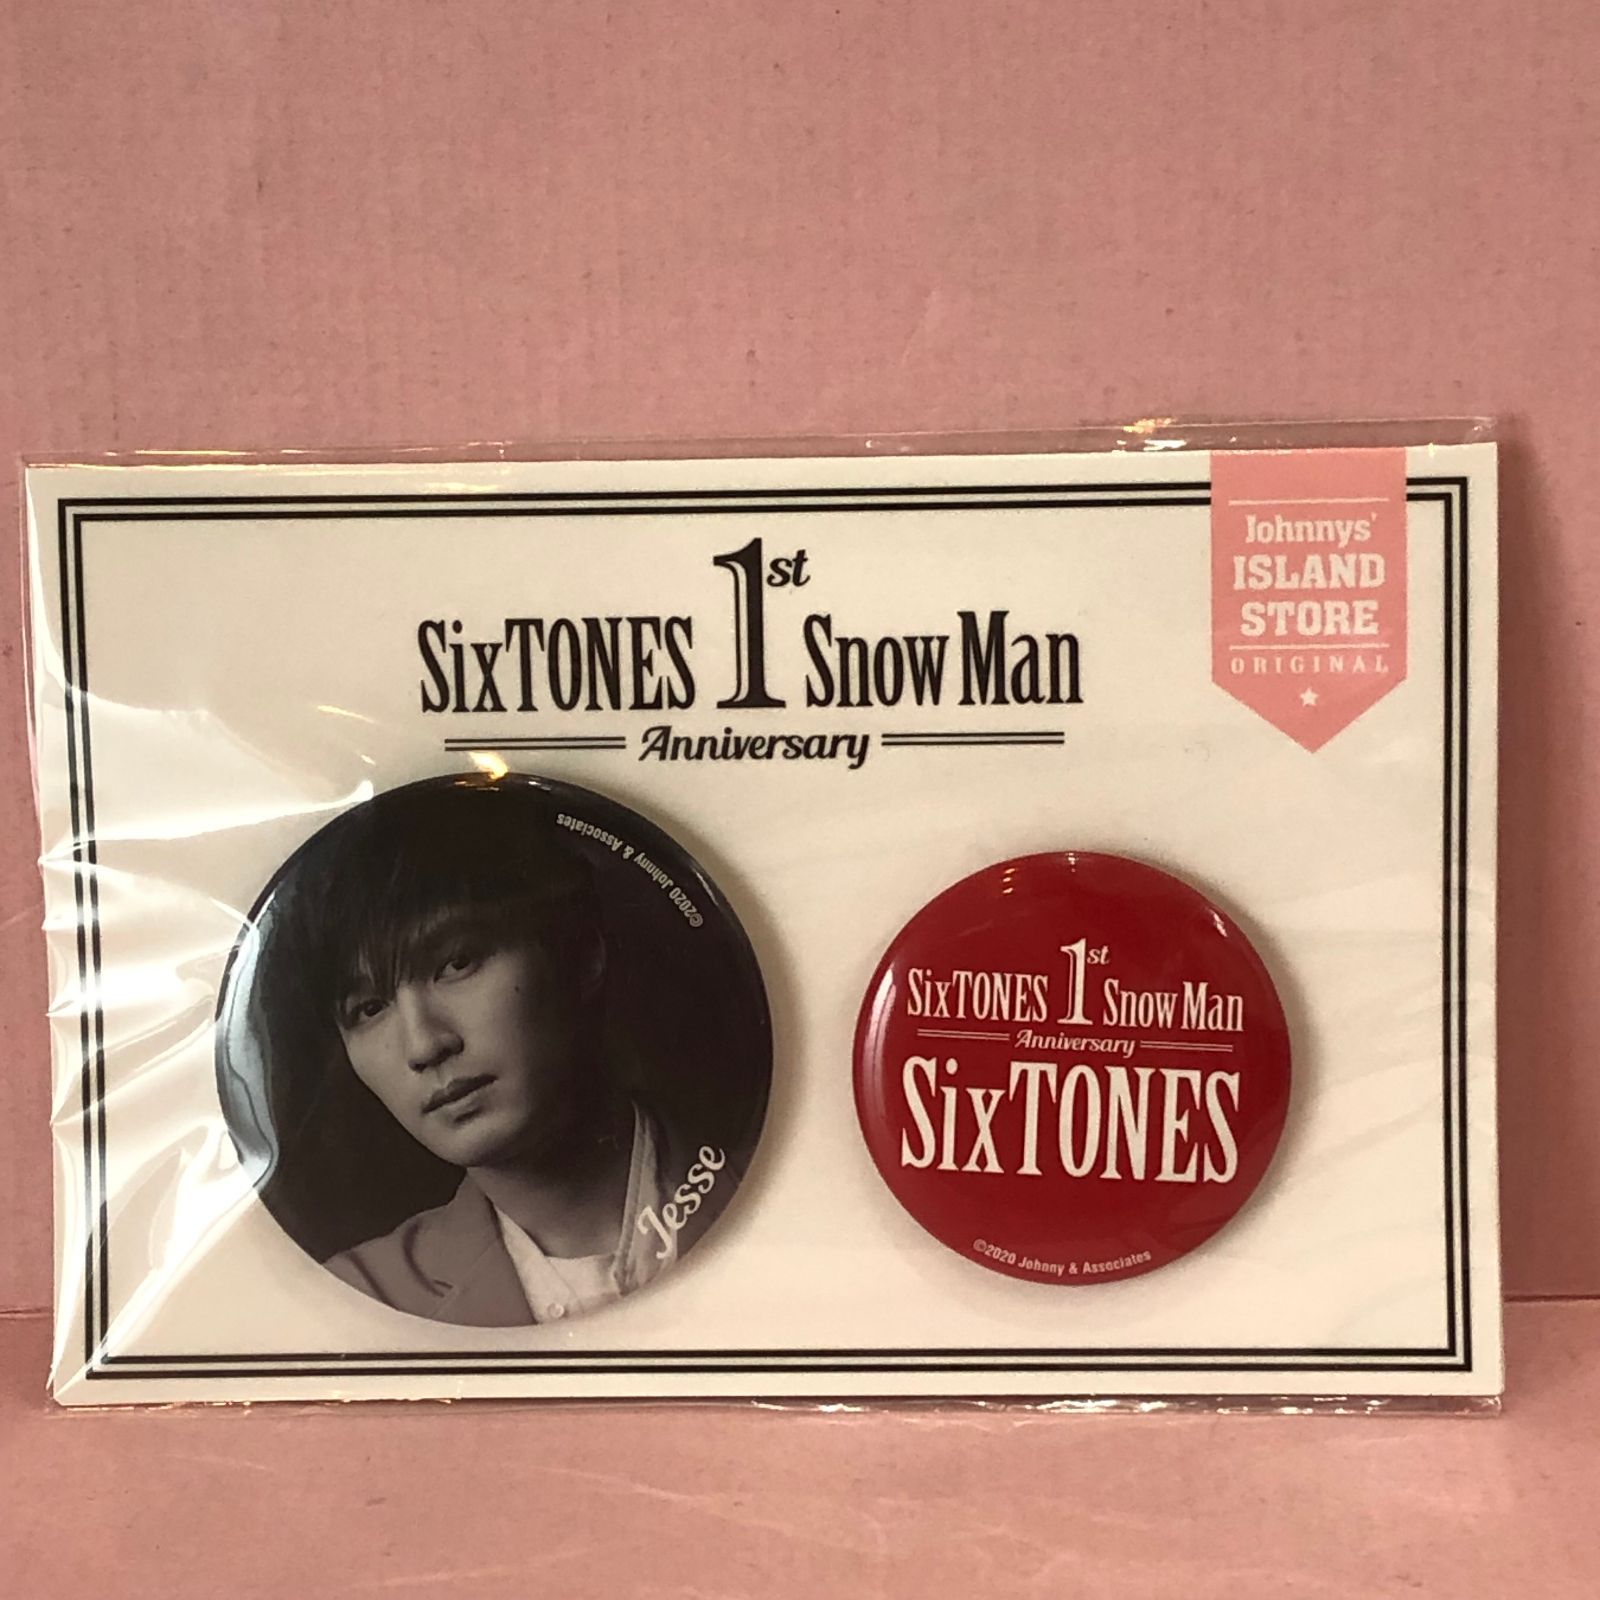 SixTONES 1st Snow Man
Anniversary
Johnnys'
ISLAND
STORE
ORIGINAL
©2020 Johnny & Associates
Jesse
SixTONES 1st Snow Man
Anniversary
SixTONES
©2020 Johnny & Associates